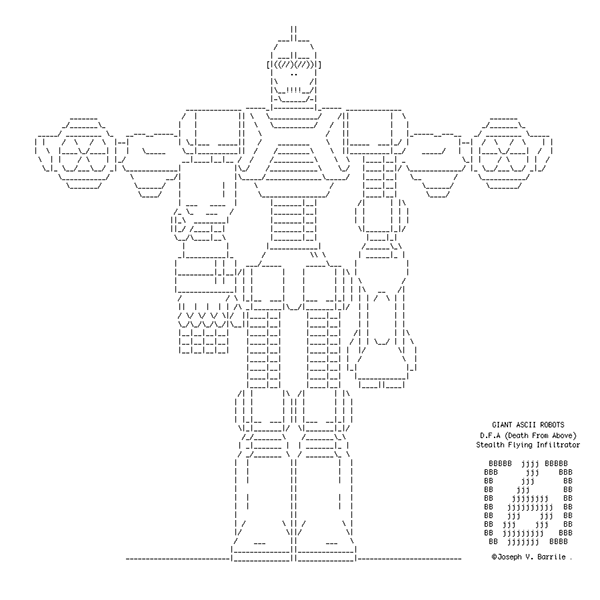 GIANT ASCII ROBOTS
D.F.A (Death From Above)
Stealth Flying Infiltrator
BBBBB jjjj BBBBB
BBB jjj BBB
BB jjj BB
BB jjj BB
BB jjjjjjjj BB
BB jjjjjjjjjj BB
BB jjj jjj BB
BB jjj jjj BB
BB jjjjjjjjjj BBB
BB jjjjjjj BBBB
©Joseph V. Barrile .